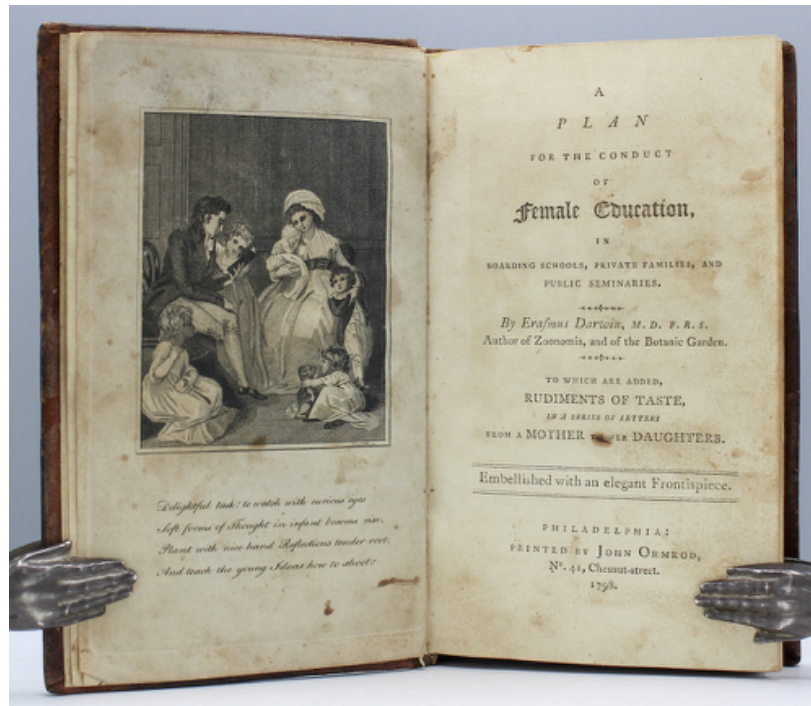 Delightful task! to watch with curious eyes
Soft forms of Thought in infant bosoms rise,
Plant with nice hand Reflections tender root,
And teach the young Ideas how to shoot!
A
PLAN
FOR THE CONDUCT
OF
Female Education,
IN
BOARDING SCHOOLS, PRIVATE FAMILIES, AND
PUBLIC SEMINARIES.
By Eraſmus Darwin, M. D. F. R. S.
Author of Zoonomia, and of the Botanic Garden.
TO WHICH ARE ADDED,
RUDIMENTS OF TASTE,
IN A SERIES OF LETTERS
FROM A MOTHER TO HER DAUGHTERS.
Embelliſhed with an elegant Frontiſpiece.
PHILADELPHIA:
PRINTED BY JOHN ORMROD,
No. 41, Cheſnut-ſtreet.
1798.